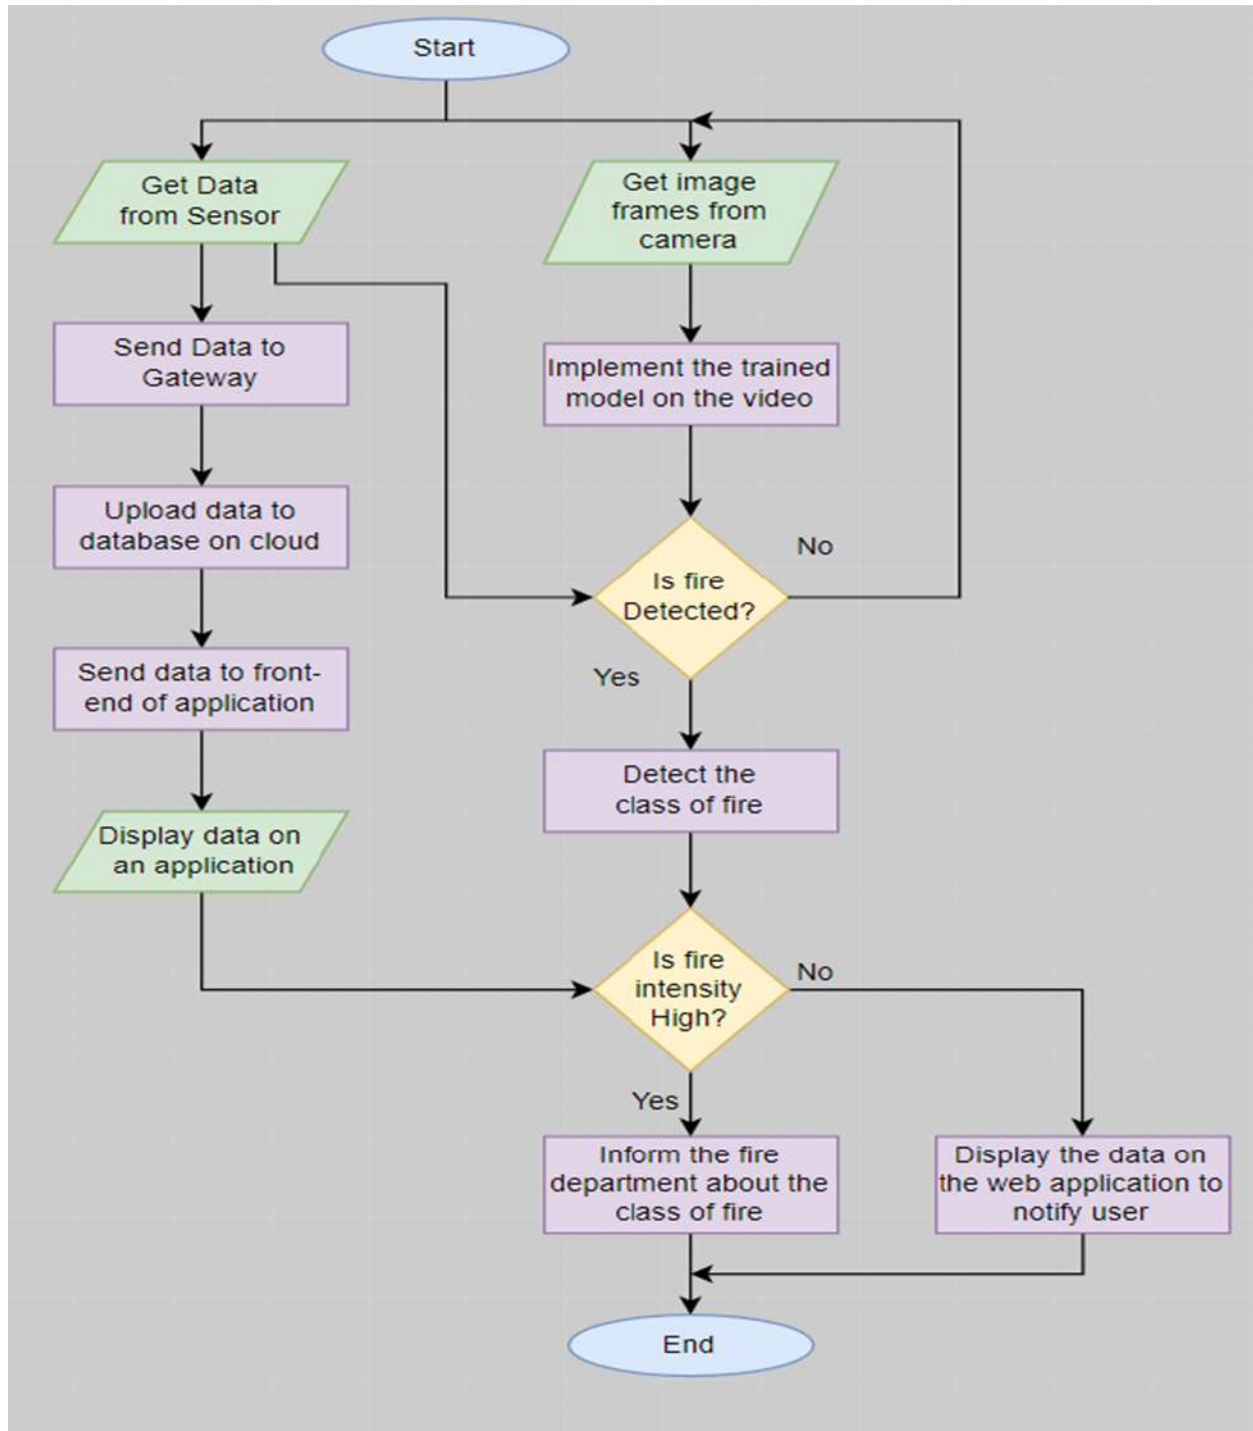 Start
Get Data
from Sensor
Get image
frames from
camera
Send Data to
Gateway
Implement the trained
model on the video
Upload data to
database on cloud
No
Is fire
Detected?
Yes
Send data to front-
end of application
Detect the
class of fire
Display data on
an application
Is fire
intensity
High?
No
Yes
Inform the fire
department about the
class of fire
Display the data on
the web application to
notify user
End